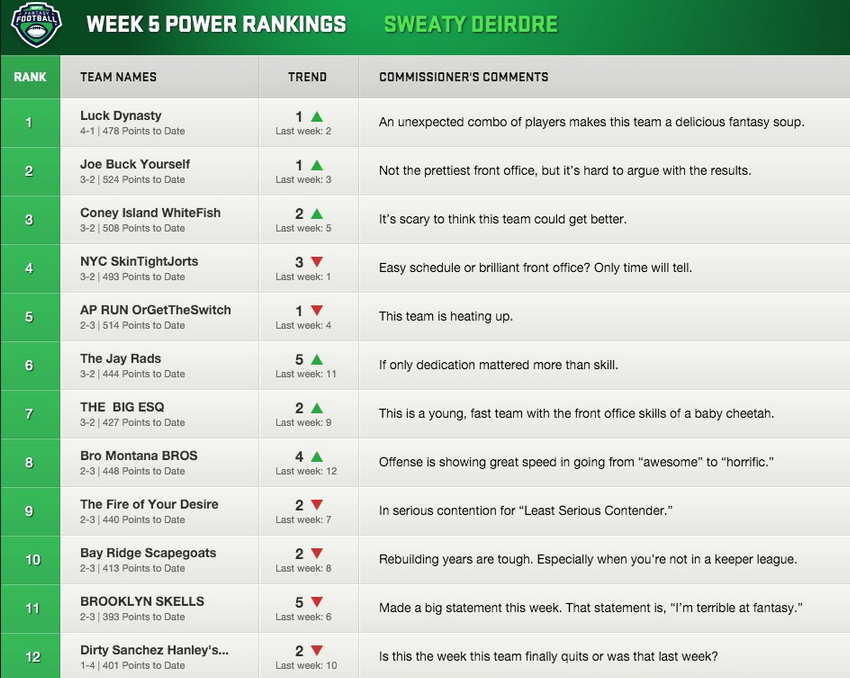 FANTASY
FOOTBALL
WEEK 5 POWER RANKINGS SWEATY DEIRDRE
RANK TEAM NAMES TREND COMMISSIONER'S COMMENTS
1 Luck Dynasty 1 An unexpected combo of players makes this team a delicious fantasy soup.
4-1 | 478 Points to Date Last week: 2
2 Joe Buck Yourself 1 Not the prettiest front office, but it's hard to argue with the results.
3-2 | 524 Points to Date Last week: 3
3 Coney Island WhiteFish 2 It's scary to think this team could get better.
3-2 | 508 Points to Date Last week: 5
4 NYC SkinTightJorts 3 Easy schedule or brilliant front office? Only time will tell.
3-2 | 493 Points to Date Last week: 1
5 AP RUN OrGetTheSwitch 1 This team is heating up.
2-3 | 514 Points to Date Last week: 4
6 The Jay Rads 5 If only dedication mattered more than skill.
3-2 | 444 Points to Date Last week: 11
7 THE BIG ESQ 2 This is a young, fast team with the front office skills of a baby cheetah.
3-2 | 427 Points to Date Last week: 9
8 Bro Montana BROS 4 Offense is showing great speed in going from “awesome” to “horrific.”
2-3 | 448 Points to Date Last week: 12
9 The Fire of Your Desire 2 In serious contention for “Least Serious Contender.”
2-3 | 440 Points to Date Last week: 7
10 Bay Ridge Scapegoats 2 Rebuilding years are tough. Especially when you're not in a keeper league.
2-3 | 413 Points to Date Last week: 8
11 BROOKLYN SKELLS 5 Made a big statement this week. That statement is, “I'm terrible at fantasy.”
2-3 | 393 Points to Date Last week: 6
12 Dirty Sanchez Hanley's... 2 Is this the week this team finally quits or was that last week?
1-4 | 401 Points to Date Last week: 10